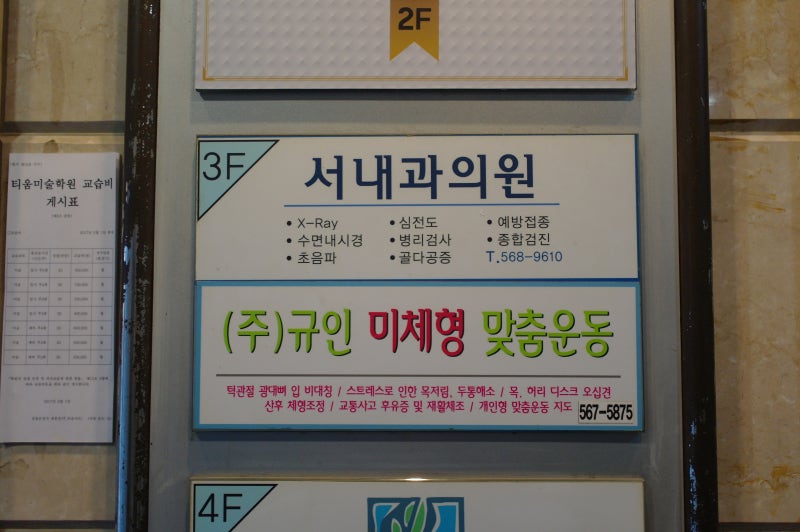 2F
3F
서내과의원
• X-Ray • 심전도 • 예방접종
• 수면내시경 • 병리검사 • 종합검진
• 초음파 • 골다공증 T.568-9610
(주)규인 미체형 맞춤운동
턱관절 광대뼈 입 비대칭 / 스트레스로 인한 목저림, 두통해소 / 목, 허리 디스크 오십견
산후 체형조정 / 교통사고 후유증 및 재활체조 / 개인형 맞춤운동 지도 567-5875
4F
티움미술학원 교습비
게시표